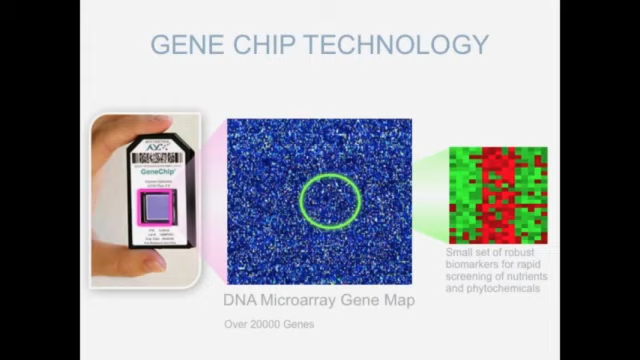 GENE CHIP TECHNOLOGY
GeneChip
DNA Microarray Gene Map
Over 20000 Genes
Small set of robust
biomarkers for rapid
screening of nutrients
and phytochemicals